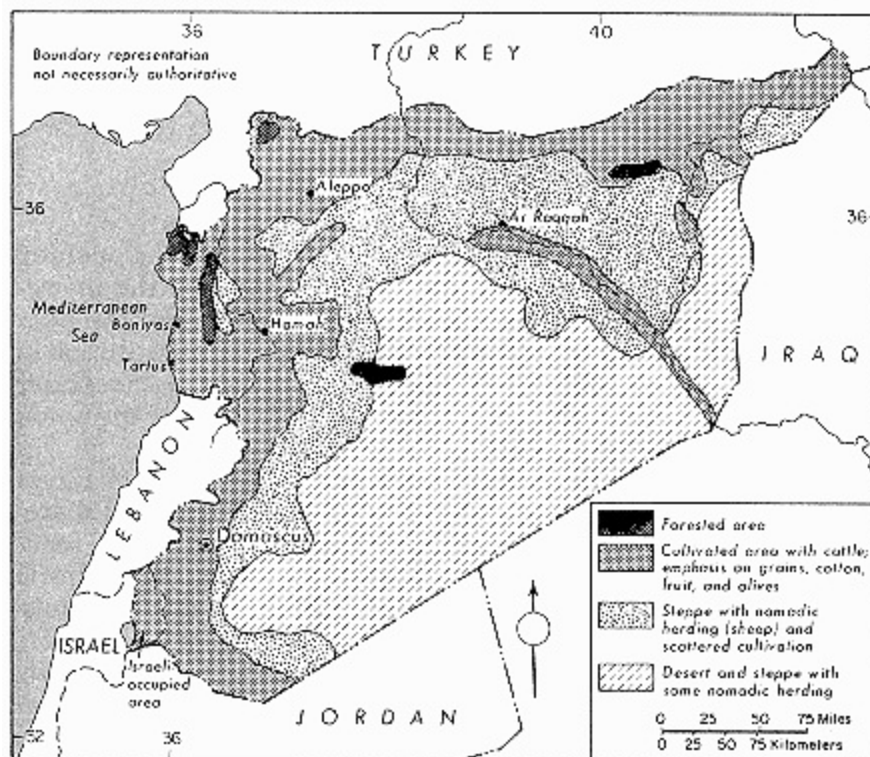 36
40
Boundary representation
not necessarily authoritative
TURKEY
Aleppo
36
Ar Raqqah
36
Mediterranean
Sea
Baniyas
Hamah
Tartus
IRAQ
LEBANON
Damascus
ISRAEL
Israeli
occupied
area
JORDAN
32
36
Forested area
Cultivated area with cattle;
emphasis on grains, cotton,
fruit, and olives
Steppe with nomadic
herding (sheep) and
scattered cultivation
Desert and steppe with
some nomadic herding
0 25 50 75 Miles
0 25 50 75 Kilometers